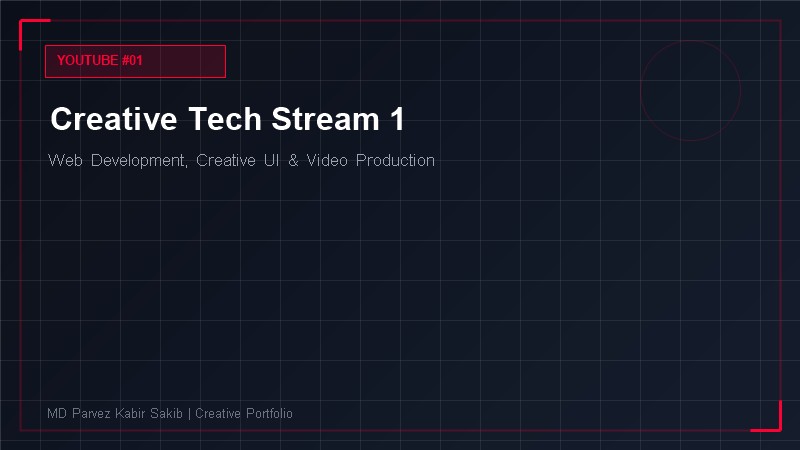 YOUTUBE #01
Creative Tech Stream 1
Web Development, Creative UI & Video Production
MD Parvez Kabir Sakib | Creative Portfolio